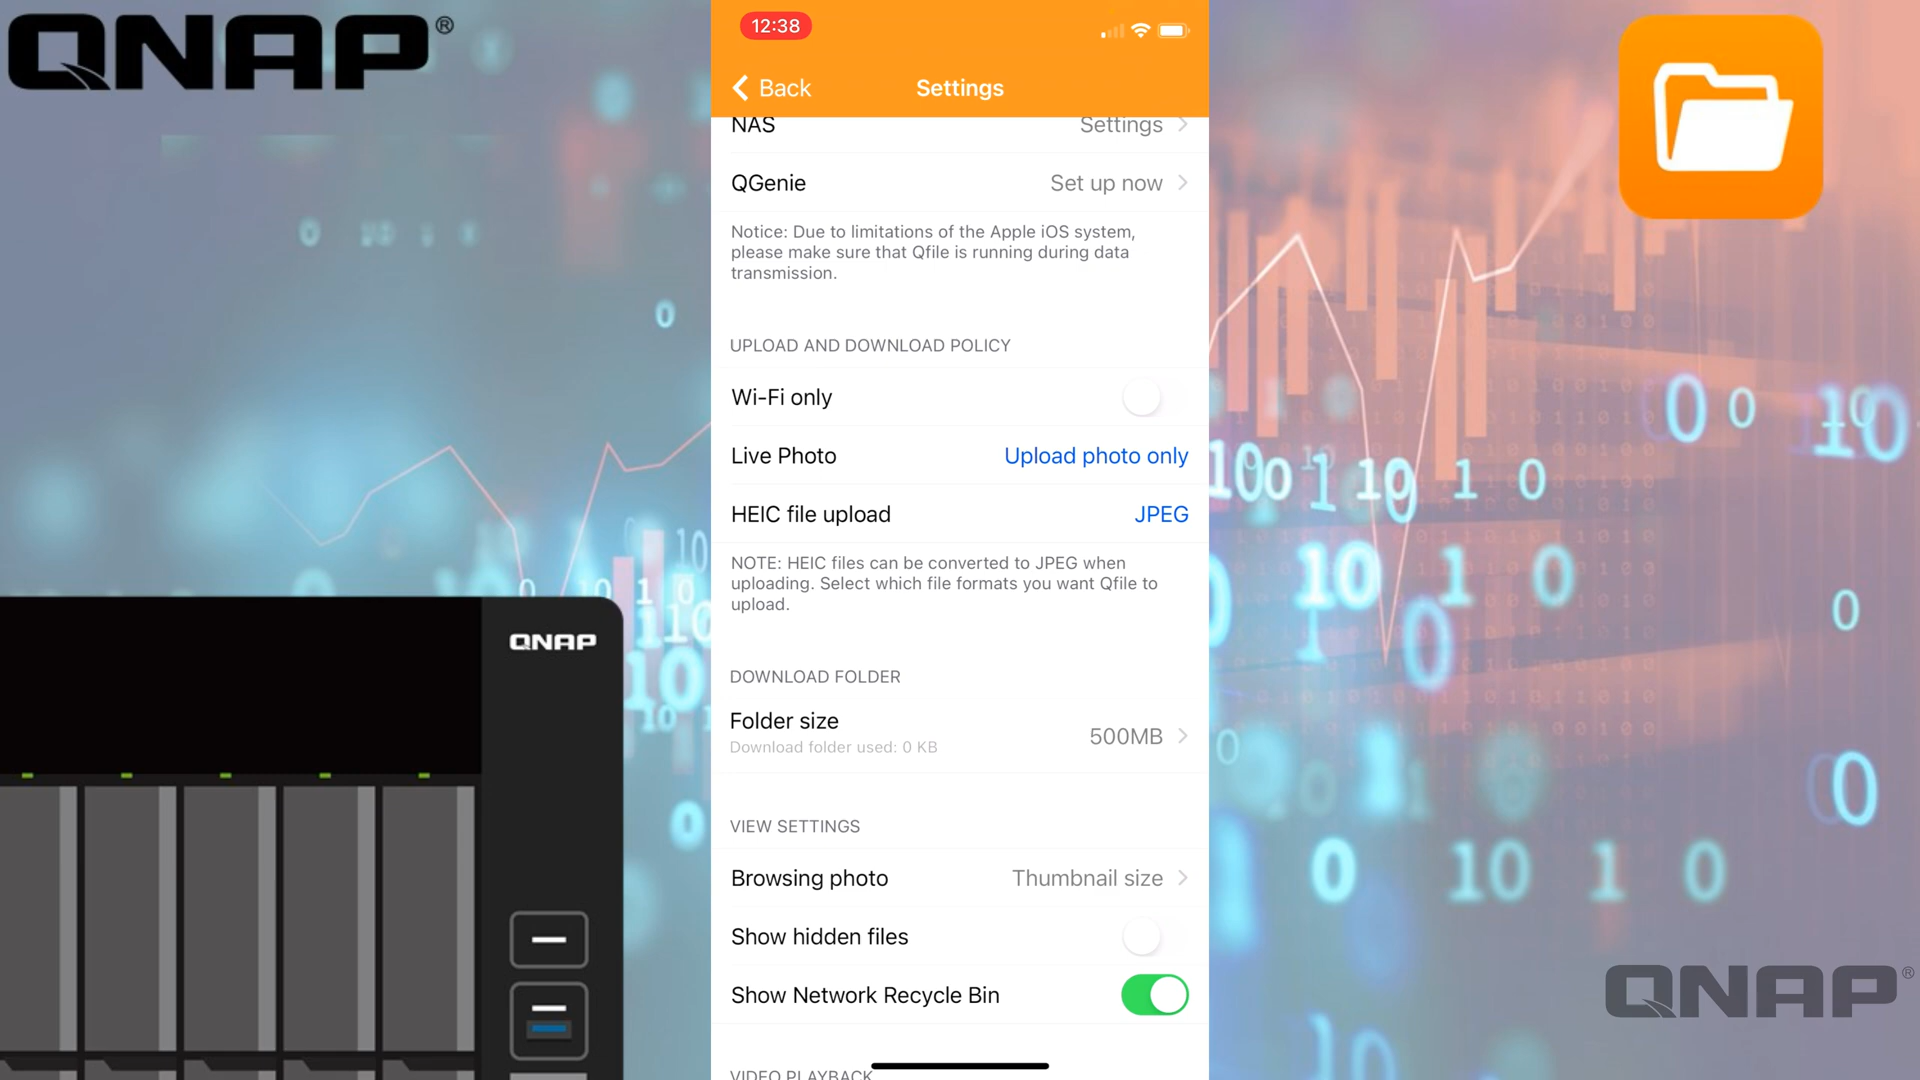 QNAP®
12:38
Back
Settings
NAS
Settings
QGenie
Set up now
Notice: Due to limitations of the Apple iOS system,
please make sure that Qfile is running during data
transmission.
UPLOAD AND DOWNLOAD POLICY
Wi-Fi only
Live Photo
Upload photo only
HEIC file upload
JPEG
NOTE: HEIC files can be converted to JPEG when
uploading. Select which file formats you want Qfile to
upload.
DOWNLOAD FOLDER
Folder size
Download folder used: 0 KB
500MB
VIEW SETTINGS
Browsing photo
Thumbnail size
Show hidden files
Show Network Recycle Bin
VIDEO PLAYBACK
QNAP
QNAP®